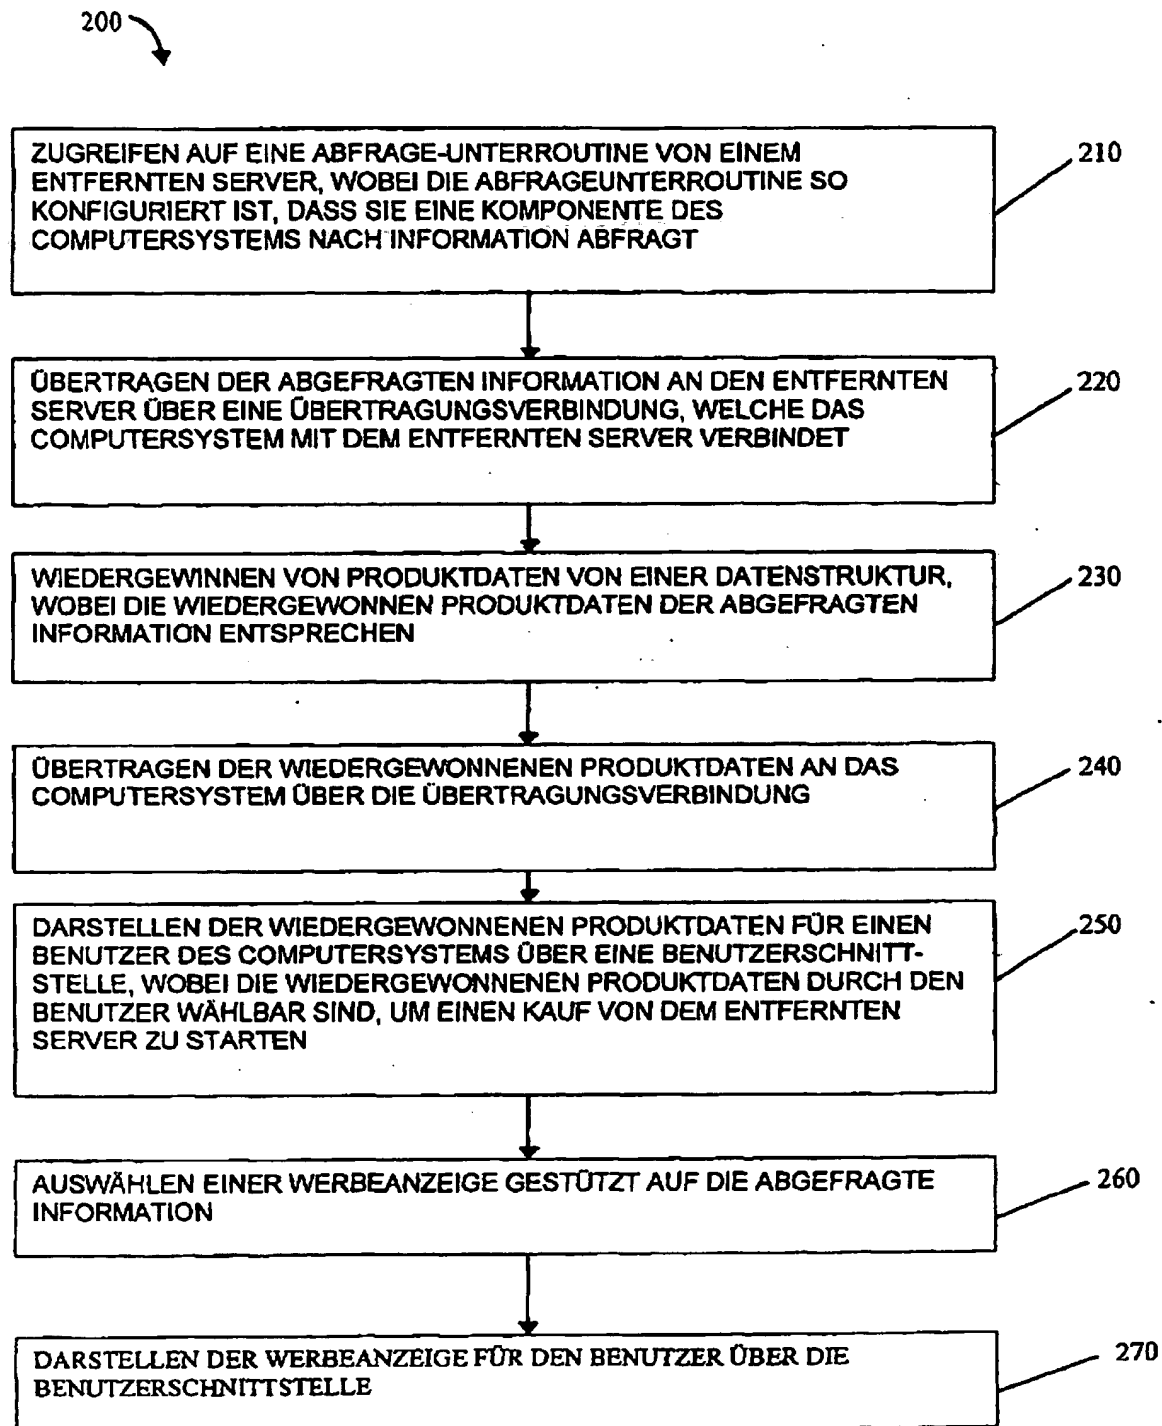 200
ZUGREIFEN AUF EINE ABFRAGE-UNTERROUTINE VON EINEM
ENTFERNTEN SERVER, WOBEI DIE ABFRAGEUNTERROUTINE SO
KONFIGURIERT IST, DASS SIE EINE KOMPONENTE DES
COMPUTERSYSTEMS NACH INFORMATION ABFRAGT
210
ÜBERTRAGEN DER ABGEFRAGTEN INFORMATION AN DEN ENTFERNTEN
SERVER ÜBER EINE ÜBERTRAGUNGSVERBINDUNG, WELCHE DAS
COMPUTERSYSTEM MIT DEM ENTFERNTEN SERVER VERBINDET
220
WIEDERGEWINNEN VON PRODUKTDATEN VON EINER DATENSTRUKTUR,
WOBEI DIE WIEDERGEWONNEN PRODUKTDATEN DER ABGEFRAGTEN
INFORMATION ENTSPRECHEN
230
ÜBERTRAGEN DER WIEDERGEWONNENEN PRODUKTDATEN AN DAS
COMPUTERSYSTEM ÜBER DIE ÜBERTRAGUNGSVERBINDUNG
240
DARSTELLEN DER WIEDERGEWONNENEN PRODUKTDATEN FÜR EINEN
BENUTZER DES COMPUTERSYSTEMS ÜBER EINE BENUTZERSCHNITT-
STELLE, WOBEI DIE WIEDERGEWONNENEN PRODUKTDATEN DURCH DEN
BENUTZER WÄHLBAR SIND, UM EINEN KAUF VON DEM ENTFERNTEN
SERVER ZU STARTEN
250
AUSWÄHLEN EINER WERBEANZEIGE GESTÜTZT AUF DIE ABGEFRAGTE
INFORMATION
260
DARSTELLEN DER WERBEANZEIGE FÜR DEN BENUTZER ÜBER DIE
BENUTZERSCHNITTSTELLE
270